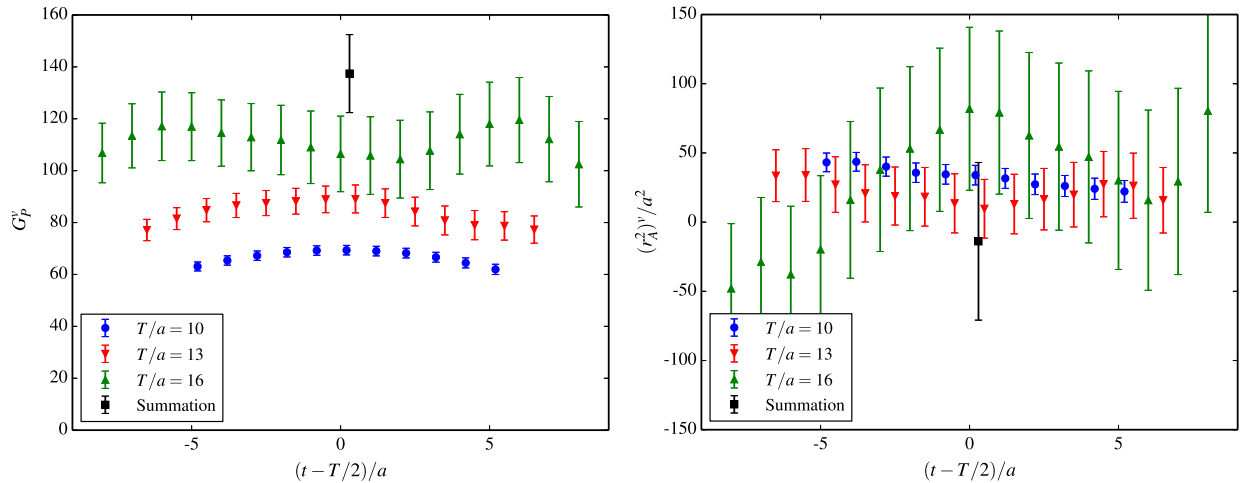 160
140
120
100
80
60
40
20
0
G_P^v
-5
0
5
(t − T/2)/a
T/a = 10
T/a = 13
T/a = 16
Summation
150
100
50
0
-50
-100
-150
(r_A^2)^v/a^2
-5
0
5
(t − T/2)/a
T/a = 10
T/a = 13
T/a = 16
Summation